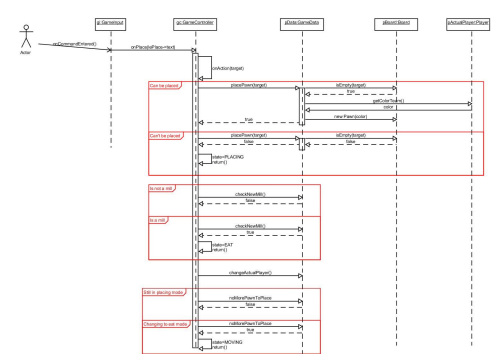 gi:GameInput
gc:GameController
gData:GameData
gBoard:Board
gActualPlayer:Player
Actor
onCommandEntered()
onPlace(isPlace=text)
onAction(target)
Can be placed
placePawn(target)
isEmpty(target)
true
getColorTeam()
color
new Pawn(color)
true
Can't be placed
placePawn(target)
isEmpty(target)
false
false
state=PLACING
return()
Is not a mill
checkNewMill()
false
Is a mill
checkNewMill()
true
state=EAT
return()
changeActualPlayer()
Still in placing mode
noMorePawnToPlace
false
Changing to eat mode
noMorePawnToPlace
true
state=MOVING
return()